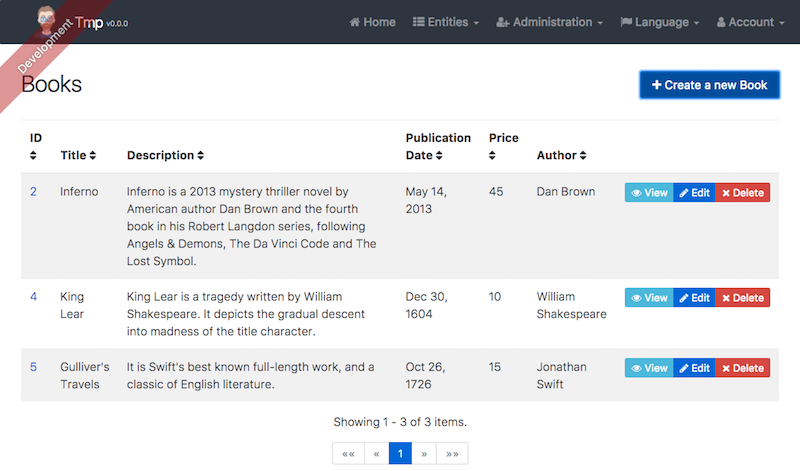 Development
Tmp v0.0.0
Home
Entities
Administration
Language
Account
Books
Create a new Book
ID
Title
Description
Publication
Date
Price
Author
2
Inferno
Inferno is a 2013 mystery thriller novel by
American author Dan Brown and the fourth
book in his Robert Langdon series, following
Angels & Demons, The Da Vinci Code and The
Lost Symbol.
May 14,
2013
45
Dan Brown
View
Edit
Delete
4
King
Lear
King Lear is a tragedy written by William
Shakespeare. It depicts the gradual descent
into madness of the title character.
Dec 30,
1604
10
William
Shakespeare
View
Edit
Delete
5
Gulliver's
Travels
It is Swift's best known full-length work, and a
classic of English literature.
Oct 26,
1726
15
Jonathan
Swift
View
Edit
Delete
Showing 1 - 3 of 3 items.
«« « 1 » »»